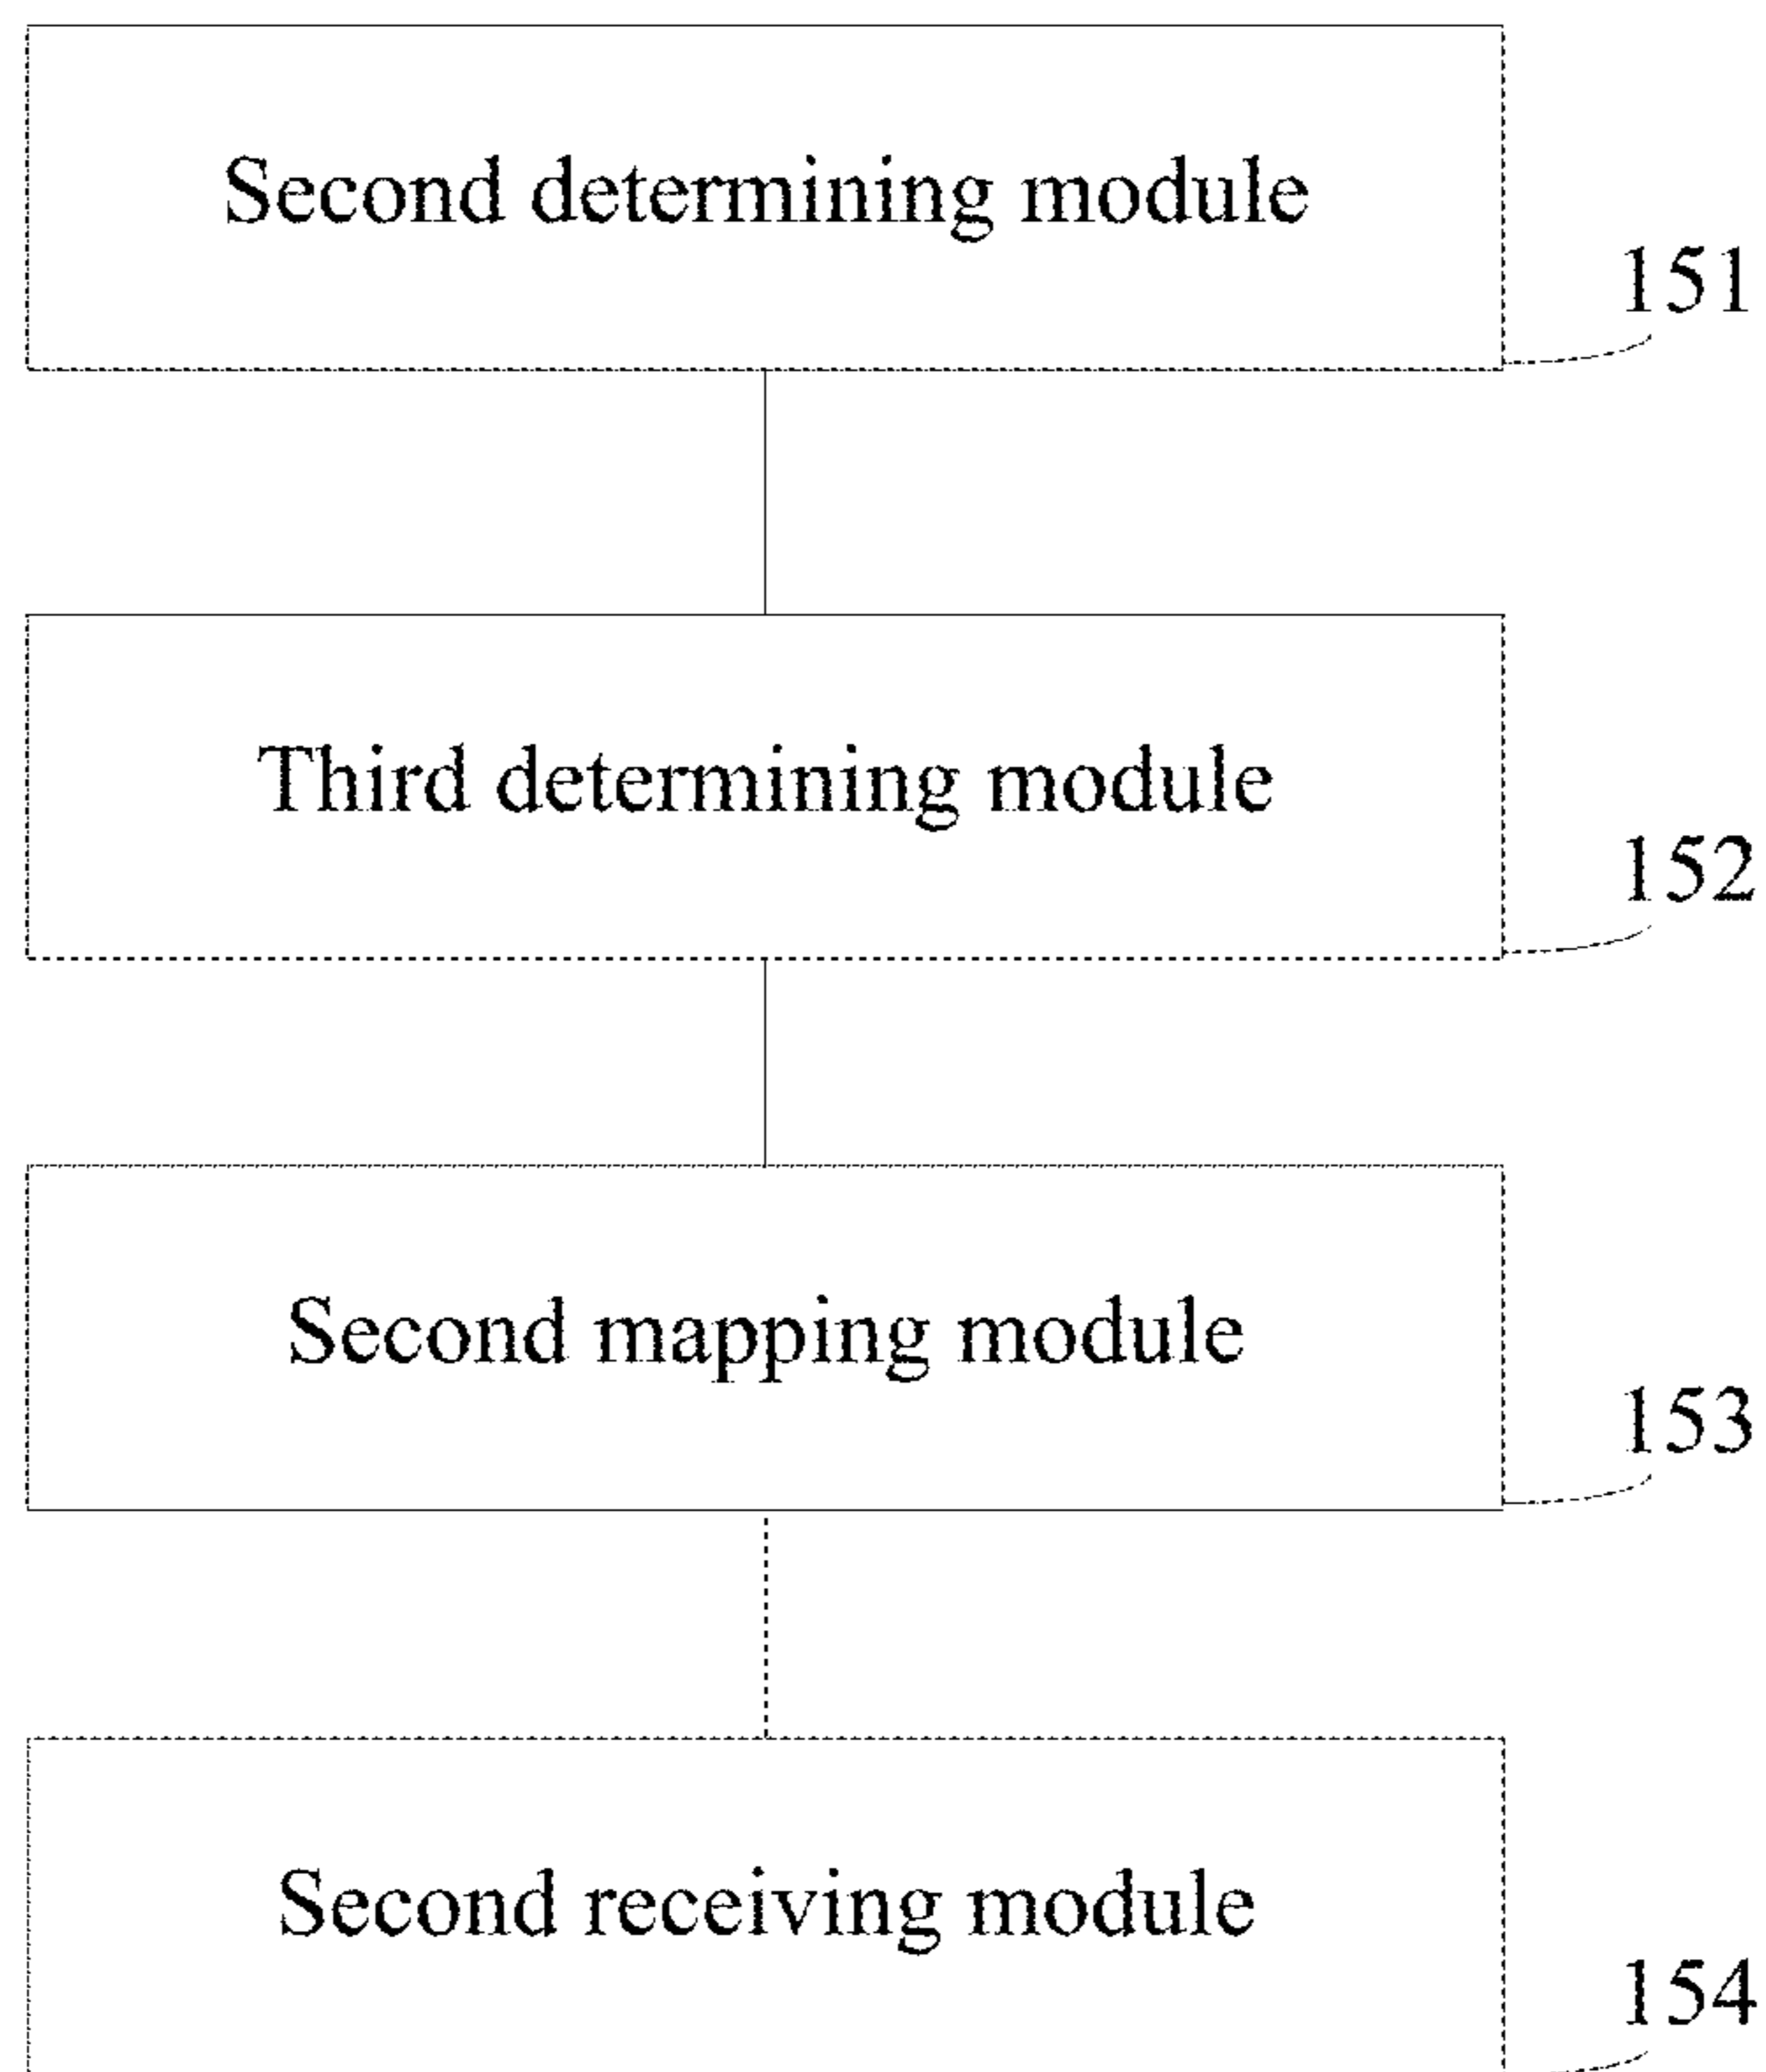 Second determining module
151
Third determining module
152
Second mapping module
153
Second receiving module
154